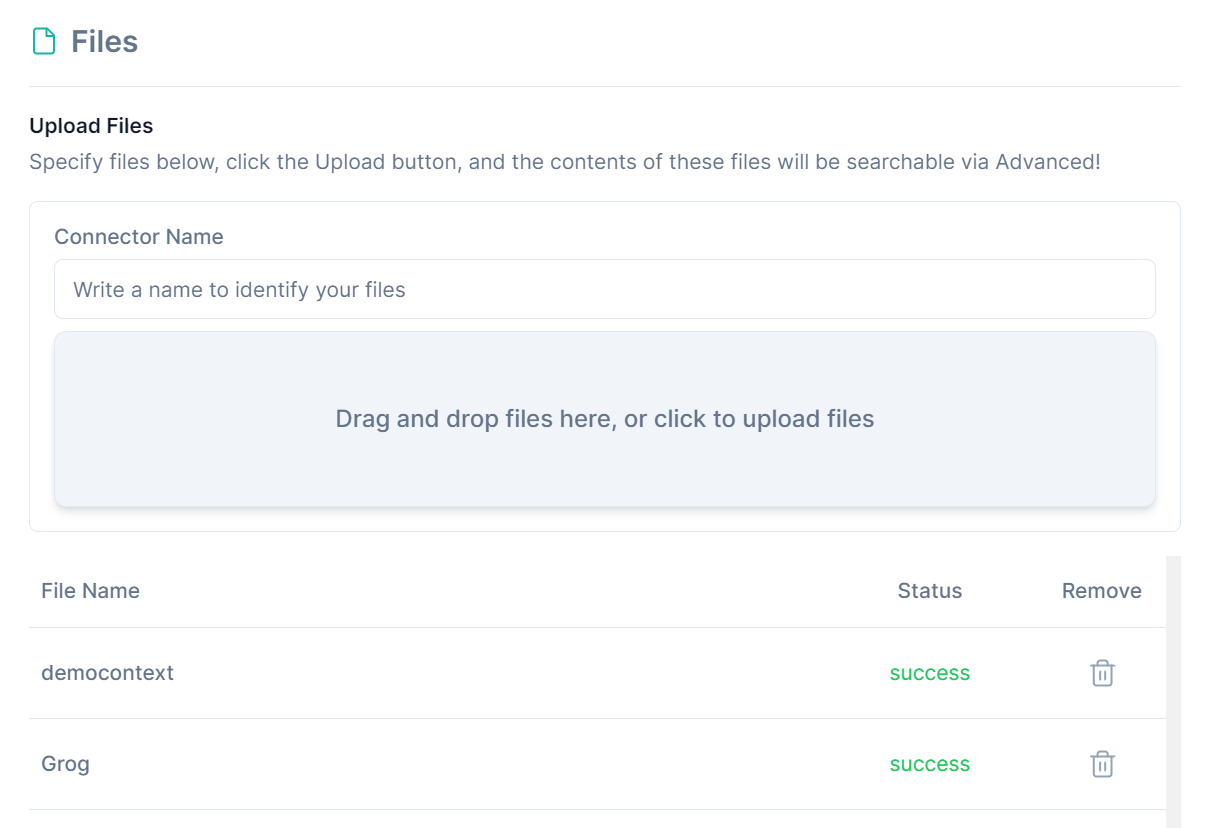 Files
Upload Files
Specify files below, click the Upload button, and the contents of these files will be searchable via Advanced!
Connector Name
Write a name to identify your files
Drag and drop files here, or click to upload files
File Name Status Remove
democontext success
Grog success